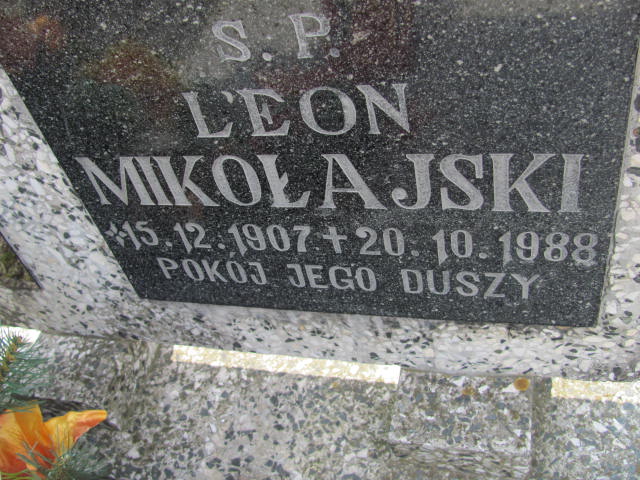 S.P.
LEON
MIKOŁAJSKI
*15.12.1907 + 20.10.1988
POKÓJ JEGO DUSZY